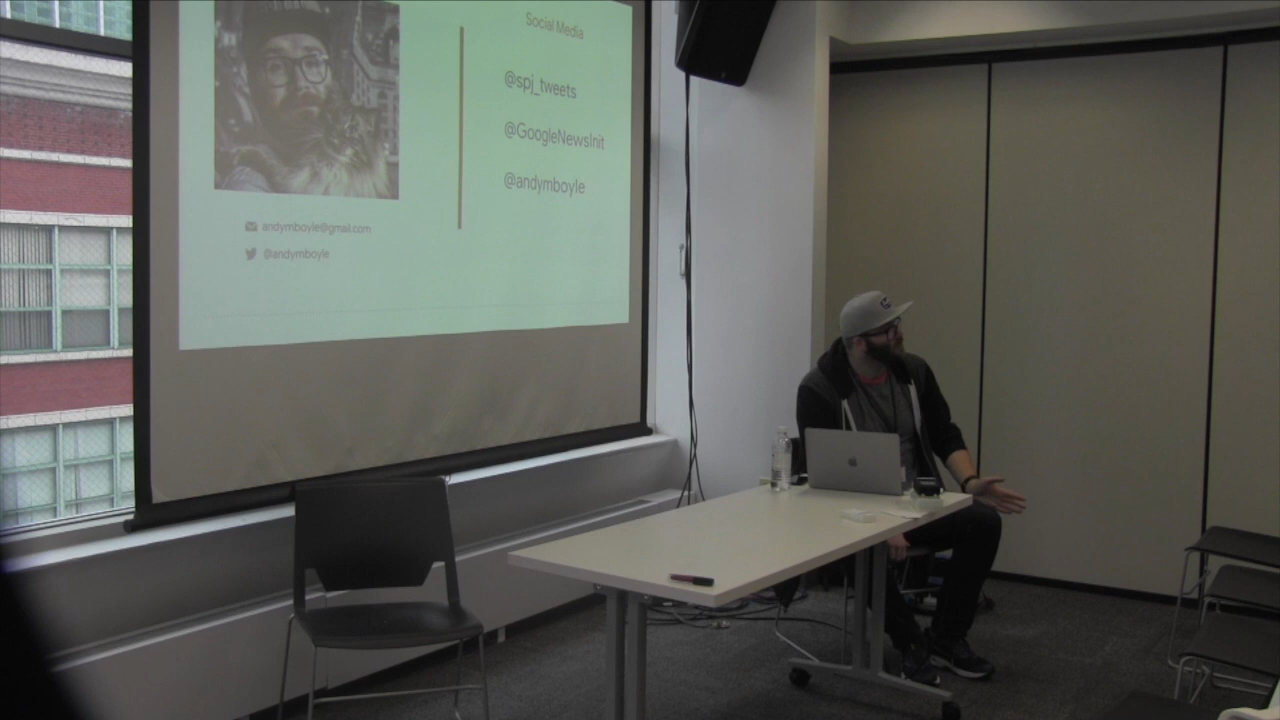 Social Media
@spj_tweets
@GoogleNewsInit
@andymboyle
andymboyle@gmail.com
@andymboyle